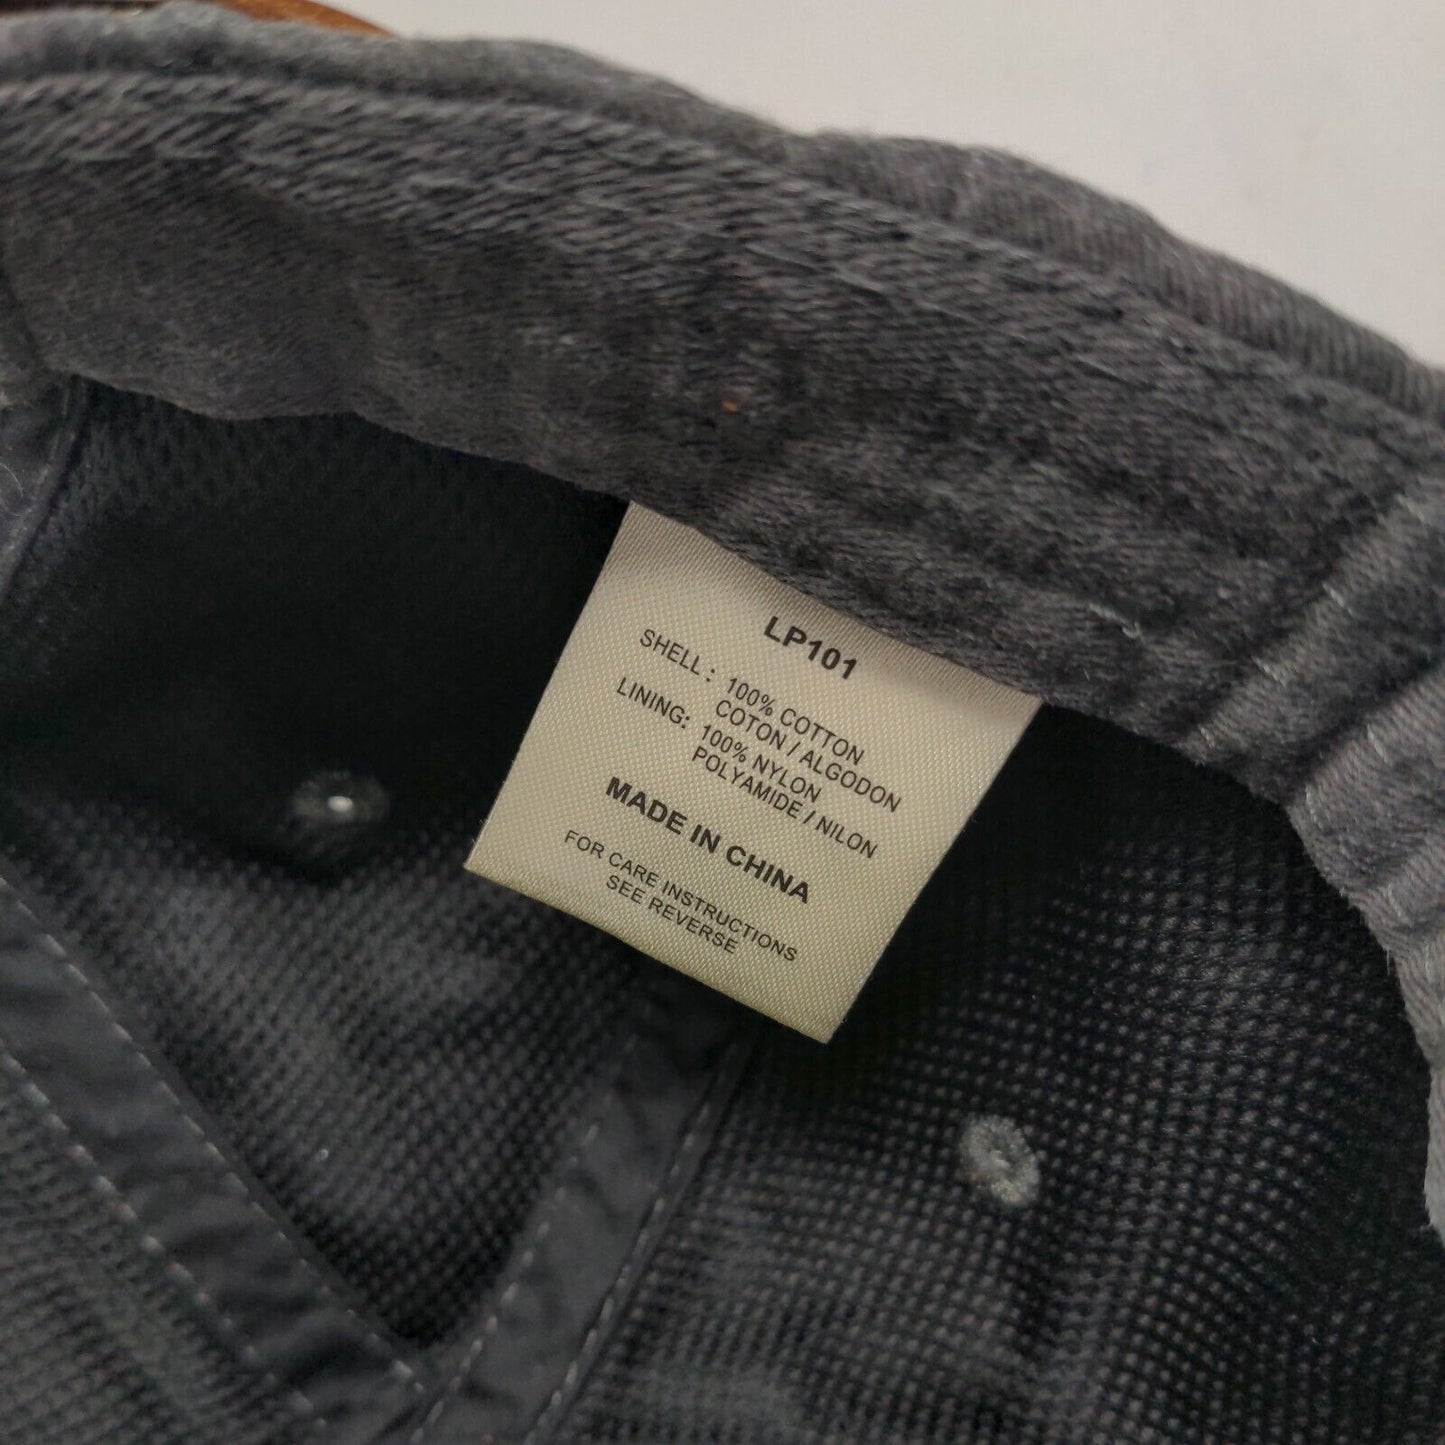 LP101
SHELL: 100% COTTON
COTON / ALGODON
LINING: 100% NYLON
POLYAMIDE / NILON
MADE IN CHINA
FOR CARE INSTRUCTIONS
SEE REVERSE